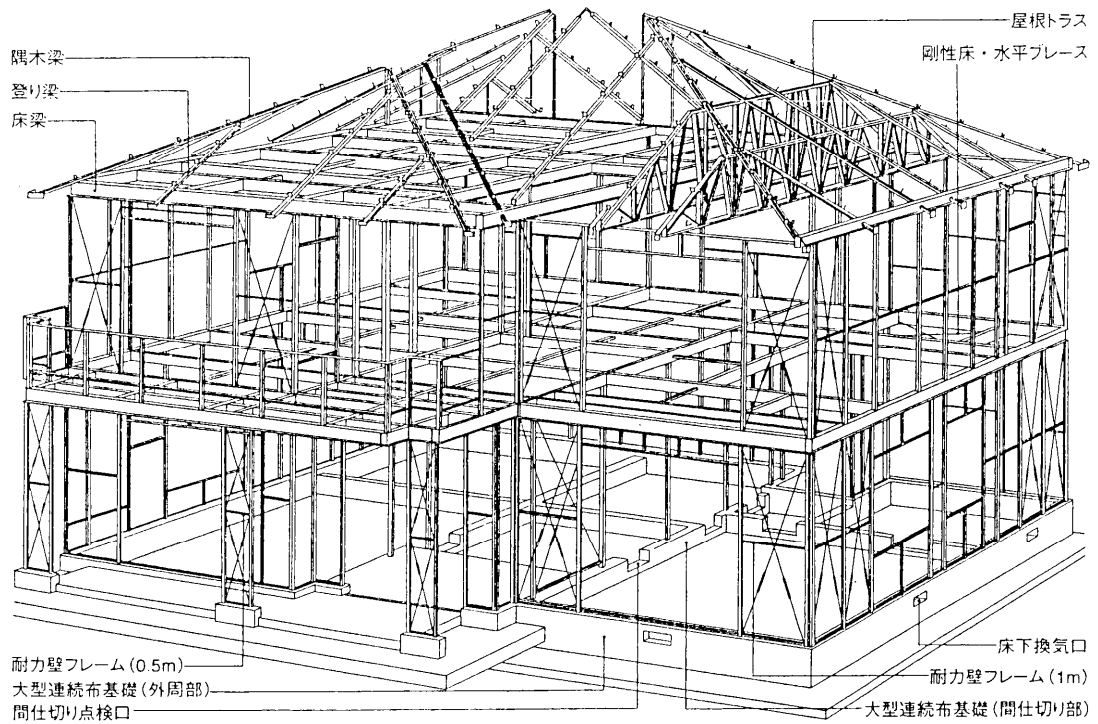 隅木梁
登り梁
床梁
屋根トラス
剛性床・水平ブレース
耐力壁フレーム(0.5m)
大型連続布基礎(外周部)
間仕切り点検口
床下換気口
耐力壁フレーム(1m)
大型連続布基礎(間仕切り部)